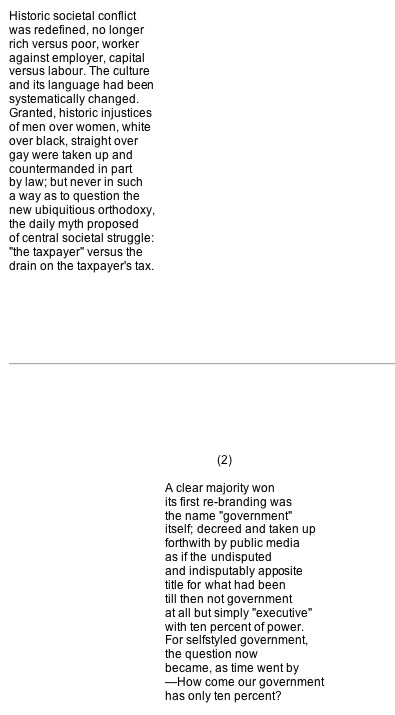 Historic societal conflict
was redefined, no longer
rich versus poor, worker
against employer, capital
versus labour. The culture
and its language had been
systematically changed.
Granted, historic injustices
of men over women, white
over black, straight over
gay were taken up and
countermanded in part
by law; but never in such
a way as to question the
new ubiquitious orthodoxy,
the daily myth proposed
of central societal struggle:
"the taxpayer" versus the
drain on the taxpayer's tax.
(2)
A clear majority won
its first re-branding was
the name "government"
itself; decreed and taken up
forthwith by public media
as if the undisputed
and indisputably apposite
title for what had been
till then not government
at all but simply "executive"
with ten percent of power.
For selfstyled government,
the question now
became, as time went by
—How come our government
has only ten percent?